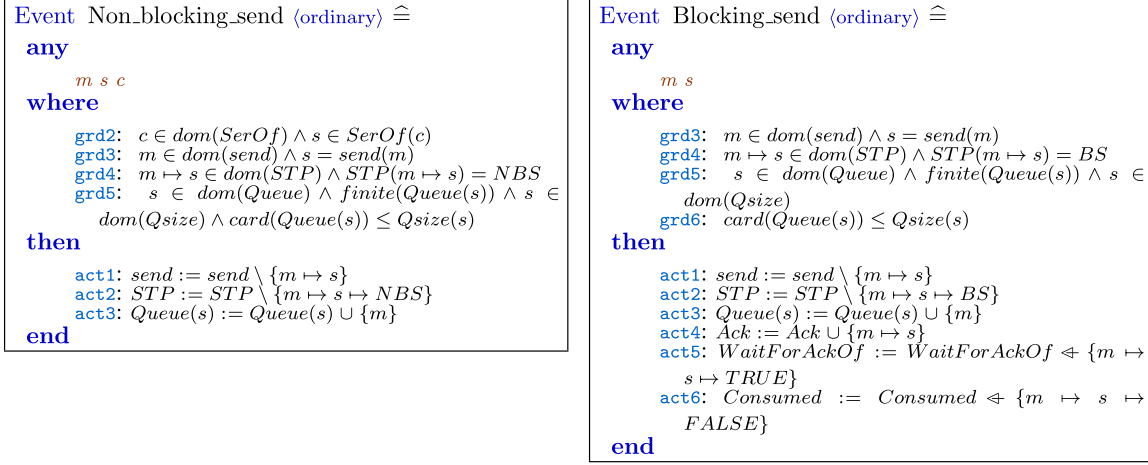 Event Non_blocking_send ⟨ordinary⟩ ≙
any
m s c
where
grd2: c ∈ dom(SerOf) ∧ s ∈ SerOf(c)
grd3: m ∈ dom(send) ∧ s = send(m)
grd4: m ↦ s ∈ dom(STP) ∧ STP(m ↦ s) = NBS
grd5: s ∈ dom(Queue) ∧ finite(Queue(s)) ∧ s ∈
dom(Qsize) ∧ card(Queue(s)) ≤ Qsize(s)
then
act1: send := send \ {m ↦ s}
act2: STP := STP \ {m ↦ s ↦ NBS}
act3: Queue(s) := Queue(s) ∪ {m}
end
Event Blocking_send ⟨ordinary⟩ ≙
any
m s
where
grd3: m ∈ dom(send) ∧ s = send(m)
grd4: m ↦ s ∈ dom(STP) ∧ STP(m ↦ s) = BS
grd5: s ∈ dom(Queue) ∧ finite(Queue(s)) ∧ s ∈
dom(Qsize)
grd6: card(Queue(s)) ≤ Qsize(s)
then
act1: send := send \ {m ↦ s}
act2: STP := STP \ {m ↦ s ↦ BS}
act3: Queue(s) := Queue(s) ∪ {m}
act4: Ack := Ack ∪ {m ↦ s}
act5: WaitForAckOf := WaitForAckOf ⩤ {m ↦
s ↦ TRUE}
act6: Consumed := Consumed ⩤ {m ↦ s ↦
FALSE}
end